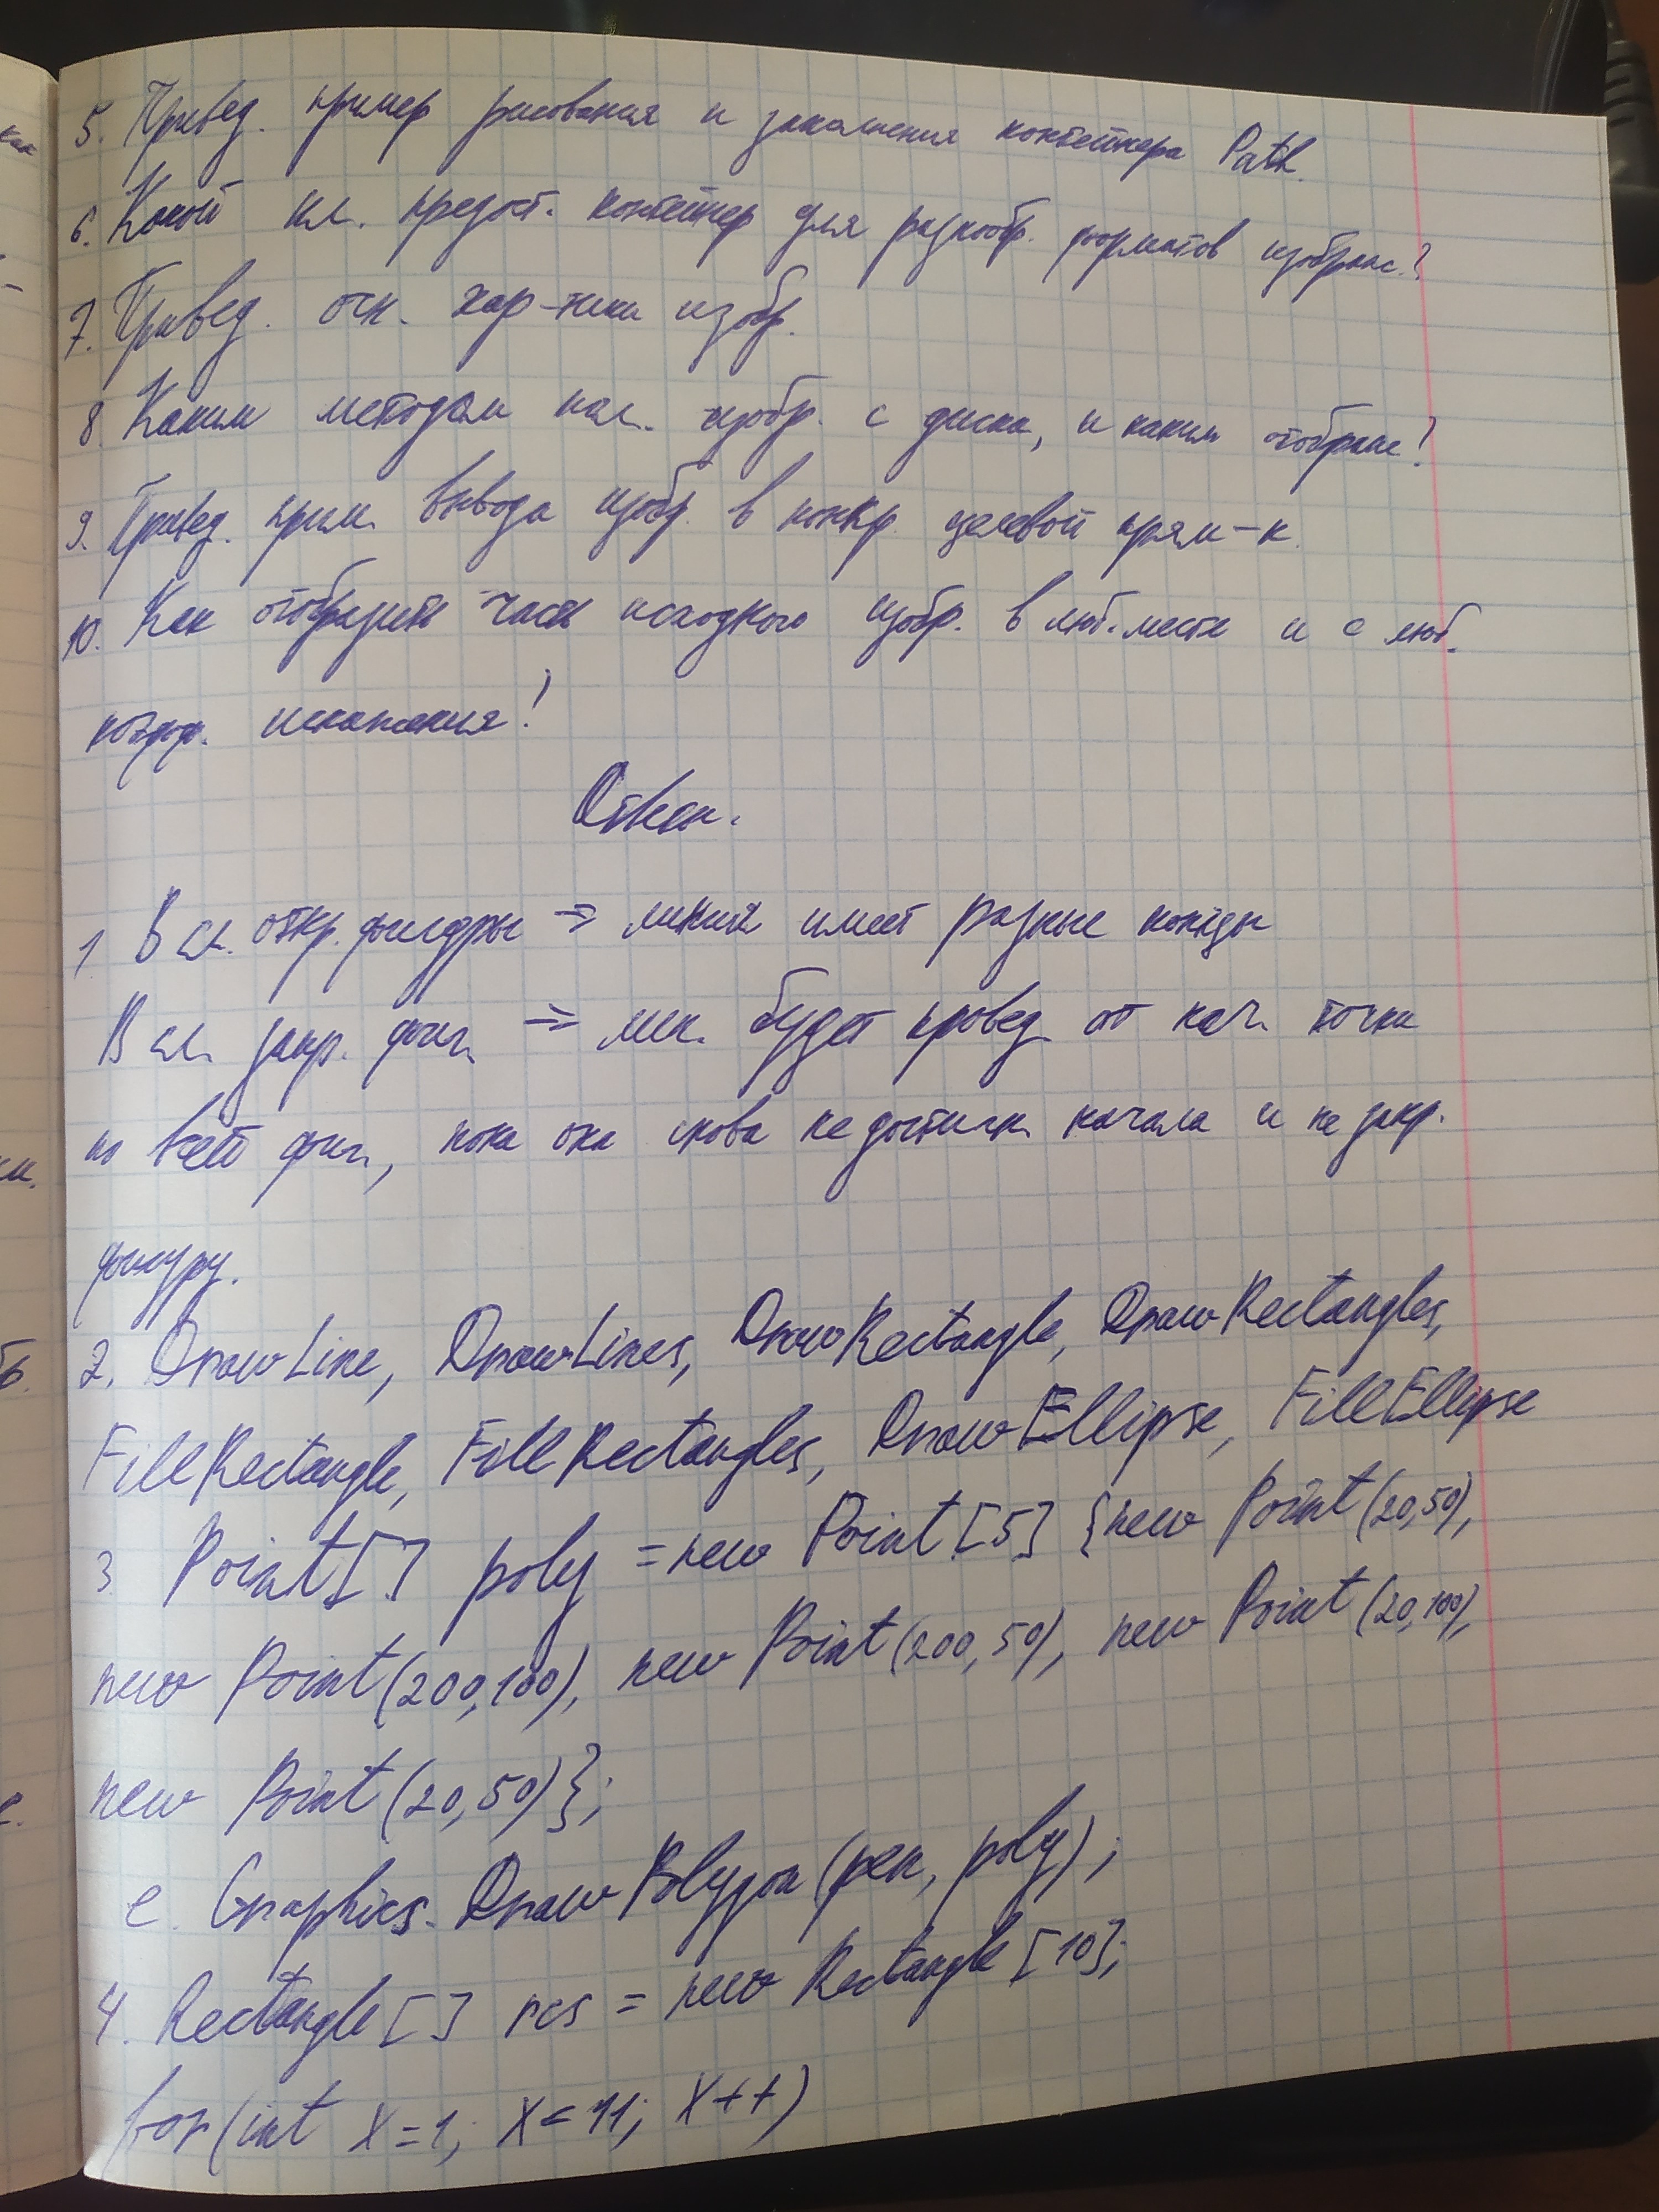 5. Привед. пример рисования и заполнения контейнера Path.
6. Какой кл. предост. контейнер для разнообр. форматов изображ.?
7. Привед. осн. хар-тики изобр.
8. Каким методом изобр. с диска, и каким отображ?
9. Привед. прим. вывода изобр. в конкр. целевой прям-к.
10. Как отобразить часть исходного изобр. в люб. месте и с люб.
коэфф. искажения?
1. В сл. откр. фигуры => линия имеет разные концы
В сл. закр. фиг. => лин. будет провед. от нач. точки
по всей фиг., пока она снова не достигн. начала и не закр.
фигуру.
2. DrawLine, DrawLines, DrawRectangle, DrawRectangles,
FillRectangle, FillRectangles, DrawEllipse, FillEllipse
3. Point[] poly = new Point[5] {new Point(20,50),
new Point(200,100), new Point(200,50), new Point(20,100),
new Point(20,50)};
e. Graphics. DrawPolygon(pen, poly);
4. Rectangle[] rcs = new Rectangle[10];
for(int x=1; x<11; x++)